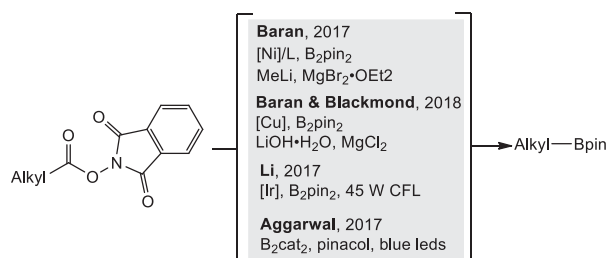 Baran, 2017
[Ni]/L, B₂pin₂
MeLi, MgBr₂•OEt2
Baran & Blackmond, 2018
[Cu], B₂pin₂
LiOH•H₂O, MgCl₂
Li, 2017
[Ir], B₂pin₂, 45 W CFL
Aggarwal, 2017
B₂cat₂, pinacol, blue leds
O
O
Alkyl
O
N
O
Alkyl—Bpin